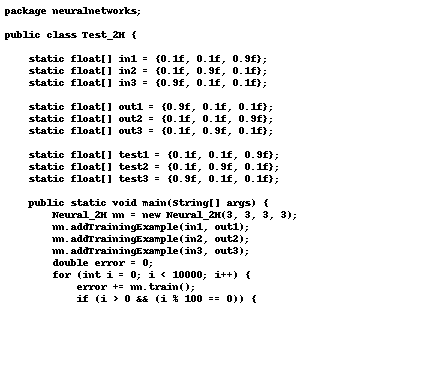 package neuralnetworks;
public class Test_2H {
static float[] in1 = {0.1f, 0.1f, 0.9f};
static float[] in2 = {0.1f, 0.9f, 0.1f};
static float[] in3 = {0.9f, 0.1f, 0.1f};
static float[] out1 = {0.9f, 0.1f, 0.1f};
static float[] out2 = {0.1f, 0.1f, 0.9f};
static float[] out3 = {0.1f, 0.9f, 0.1f};
static float[] test1 = {0.1f, 0.1f, 0.9f};
static float[] test2 = {0.1f, 0.9f, 0.1f};
static float[] test3 = {0.9f, 0.1f, 0.1f};
public static void main(String[] args) {
Neural_2H nn = new Neural_2H(3, 3, 3, 3);
nn.addTrainingExample(in1, out1);
nn.addTrainingExample(in2, out2);
nn.addTrainingExample(in3, out3);
double error = 0;
for (int i = 0; i < 10000; i++) {
error += nn.train();
if (i > 0 && (i % 100 == 0)) {